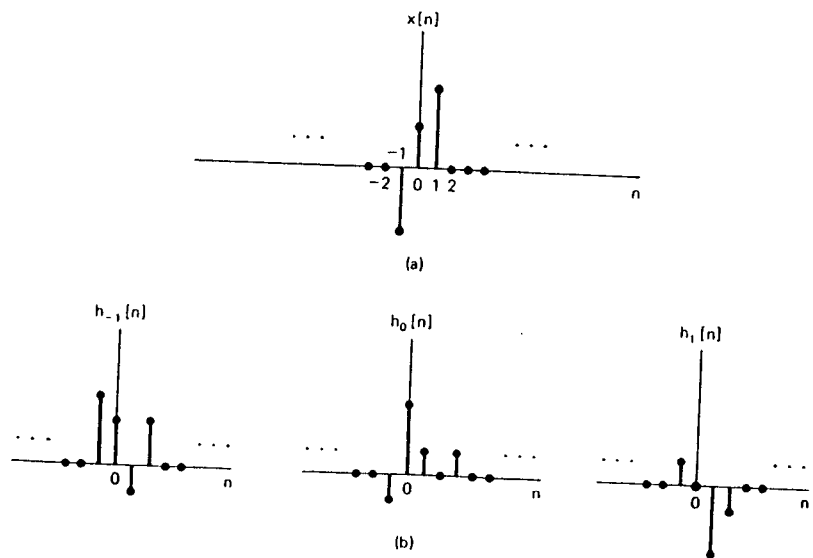 x[n]
. . .
. . .
−1
−2
0 1 2
n
(a)
h₋₁[n]
h₀[n]
h₁[n]
. . .
. . .
. . .
. . .
. . .
. . .
0
n
0
n
0
n
(b)